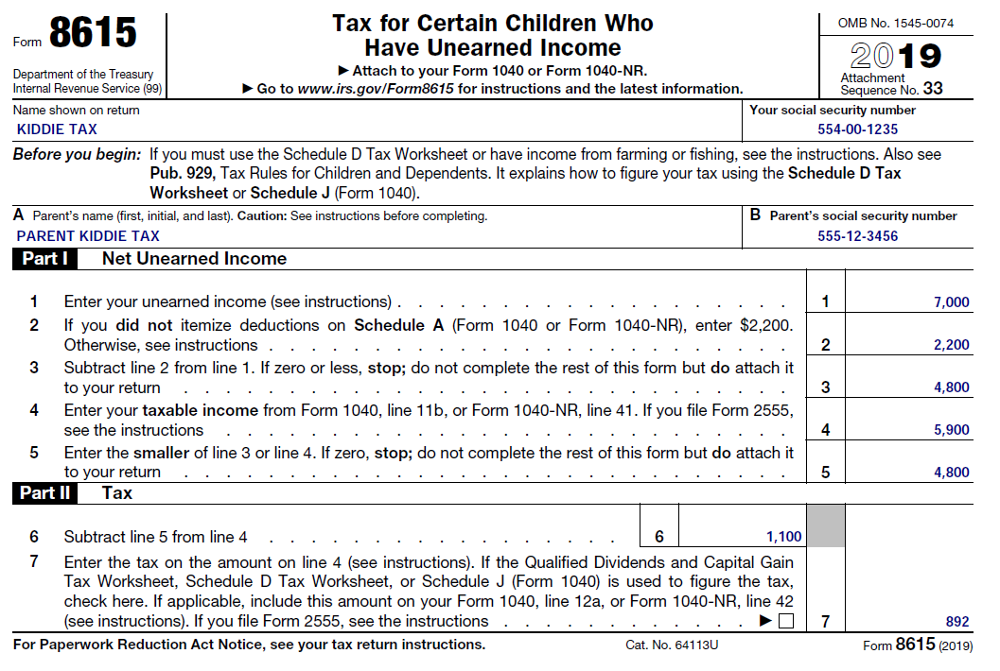 Form 8615
Department of the Treasury
Internal Revenue Service (99)
Tax for Certain Children Who
Have Unearned Income
▶ Attach to your Form 1040 or Form 1040-NR.
▶ Go to www.irs.gov/Form8615 for instructions and the latest information.
OMB No. 1545-0074
2019
Attachment
Sequence No. 33
Name shown on return
KIDDIE TAX
Your social security number
554-00-1235
Before you begin: If you must use the Schedule D Tax Worksheet or have income from farming or fishing, see the instructions. Also see
Pub. 929, Tax Rules for Children and Dependents. It explains how to figure your tax using the Schedule D Tax
Worksheet or Schedule J (Form 1040).
A Parent's name (first, initial, and last). Caution: See instructions before completing.
PARENT KIDDIE TAX
B Parent's social security number
555-12-3456
Part I Net Unearned Income
1 Enter your unearned income (see instructions) . . . . . . . . . . . . . . . . . . . 1 7,000
2 If you did not itemize deductions on Schedule A (Form 1040 or Form 1040-NR), enter $2,200.
Otherwise, see instructions . . . . . . . . . . . . . . . . . . . . . . . . . 2 2,200
3 Subtract line 2 from line 1. If zero or less, stop; do not complete the rest of this form but do attach it
to your return . . . . . . . . . . . . . . . . . . . . . . . . . . . . 3 4,800
4 Enter your taxable income from Form 1040, line 11b, or Form 1040-NR, line 41. If you file Form 2555,
see the instructions . . . . . . . . . . . . . . . . . . . . . . . . . . 4 5,900
5 Enter the smaller of line 3 or line 4. If zero, stop; do not complete the rest of this form but do attach it
to your return . . . . . . . . . . . . . . . . . . . . . . . . . . . . 5 4,800
Part II Tax
6 Subtract line 5 from line 4 . . . . . . . . . . . . . . . . . 6 1,100
7 Enter the tax on the amount on line 4 (see instructions). If the Qualified Dividends and Capital Gain
Tax Worksheet, Schedule D Tax Worksheet, or Schedule J (Form 1040) is used to figure the tax,
check here. If applicable, include this amount on your Form 1040, line 12a, or Form 1040-NR, line 42
(see instructions). If you file Form 2555, see the instructions . . . . . . . . . . . . ▶ ☐ 7 892
For Paperwork Reduction Act Notice, see your tax return instructions. Cat. No. 64113U Form 8615 (2019)